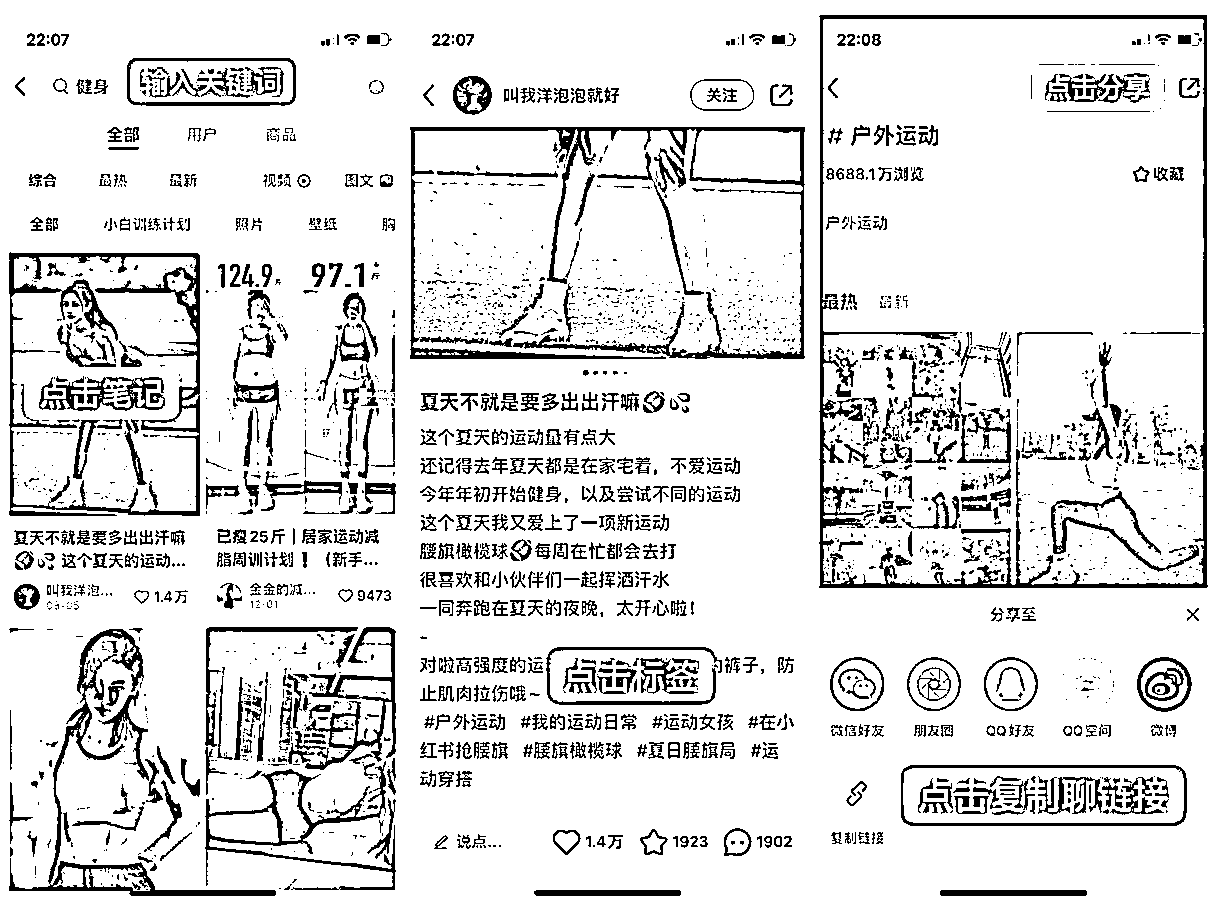 22:07
健身
输入关键词
全部 用户 商品
综合 最热 最新 视频 图文
全部 小白训练计划 照片 壁纸 胸
124.9斤 97.1斤
点击笔记
夏天不就是要多出出汗嘛
这个夏天的运动...
叫我洋泡... 1.4万
已瘦25斤｜居家运动减
脂周训计划❗（新手...
金金的减... 9473
12-01
22:07
叫我洋泡泡就好 关注
夏天不就是要多出出汗嘛🏉💦
这个夏天的运动量有点大
还记得去年夏天都是在家宅着，不爱运动
今年年初开始健身，以及尝试不同的运动
这个夏天我又爱上了一项新运动
腰旗橄榄球🏉每周在忙都会去打
很喜欢和小伙伴们一起挥洒汗水
一同奔跑在夏天的夜晚，太开心啦！
-
对啦高强度的运
点击标签
裤子，防
止肌肉拉伤哦~
#户外运动 #我的运动日常 #运动女孩 #在小
红书抢腰旗 #腰旗橄榄球 #夏日腰旗局 #运
动穿搭
说点... 1.4万 1923 1902
22:08
点击分享
# 户外运动
8688.1万浏览 收藏
户外运动
最热 最新
分享至
微信好友 朋友圈 QQ好友 QQ空间 微博
点击复制聊链接
复制链接